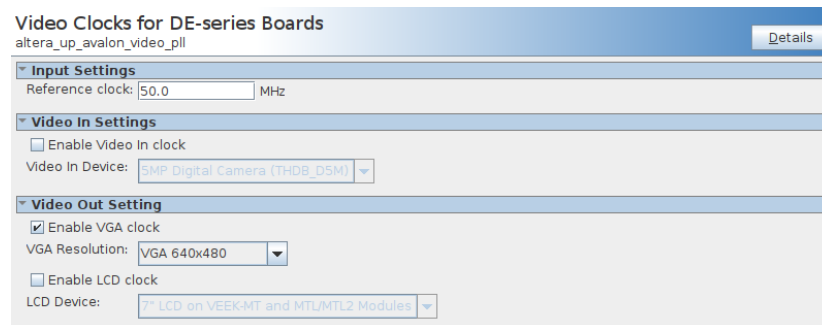 Video Clocks for DE-series Boards
altera_up_avalon_video_pll
Details
Input Settings
Reference clock: 50.0 MHz
Video In Settings
Enable Video In clock
Video In Device: 5MP Digital Camera (THDB_D5M)
Video Out Setting
Enable VGA clock
VGA Resolution: VGA 640x480
Enable LCD clock
LCD Device: 7" LCD on VEEK-MT and MTL/MTL2 Modules